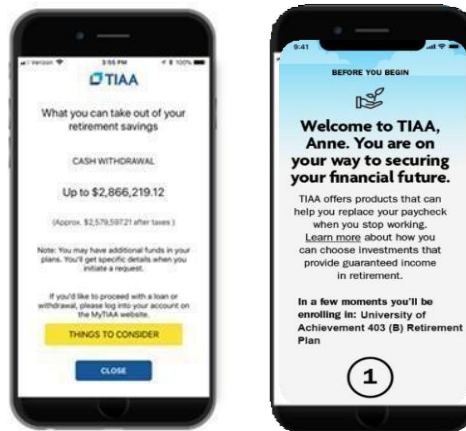 Verizon
3:55 PM
100%
TIAA
What you can take out of your
retirement savings
CASH WITHDRAWAL
Up to $2,866,219.12
(Approx. $2,579,597.21 after taxes )
Note: You may have additional funds in your
plans. You'll get specific details when you
initiate a request.
If you'd like to proceed with a loan or
withdrawal, please log into your account on
the MyTIAA website.
THINGS TO CONSIDER
CLOSE
9:41
BEFORE YOU BEGIN
Welcome to TIAA,
Anne. You are on
your way to securing
your financial future.
TIAA offers products that can
help you replace your paycheck
when you stop working.
Learn more about how you
can choose investments that
provide guaranteed income
in retirement.
In a few moments you'll be
enrolling in: University of
Achievement 403 (B) Retirement
Plan
1